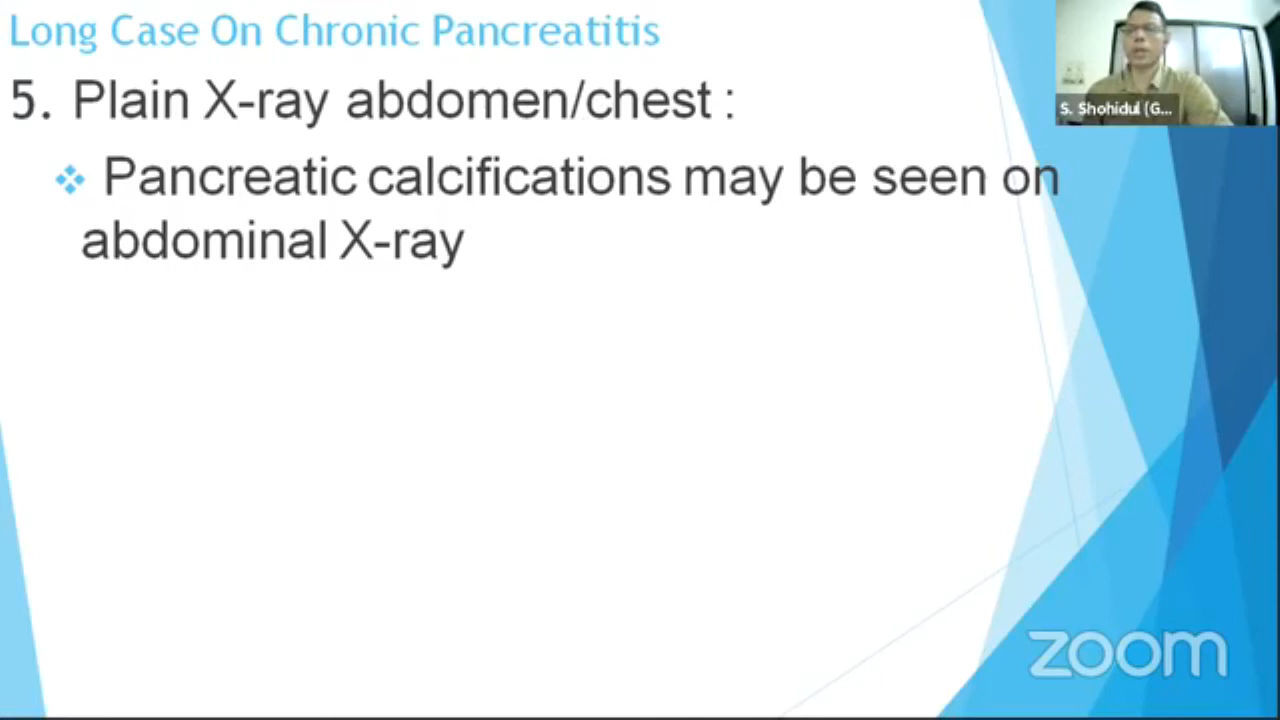 Long Case On Chronic Pancreatitis
5. Plain X-ray abdomen/chest :
Pancreatic calcifications may be seen on
abdominal X-ray
S. Shohidul (G...
zoom